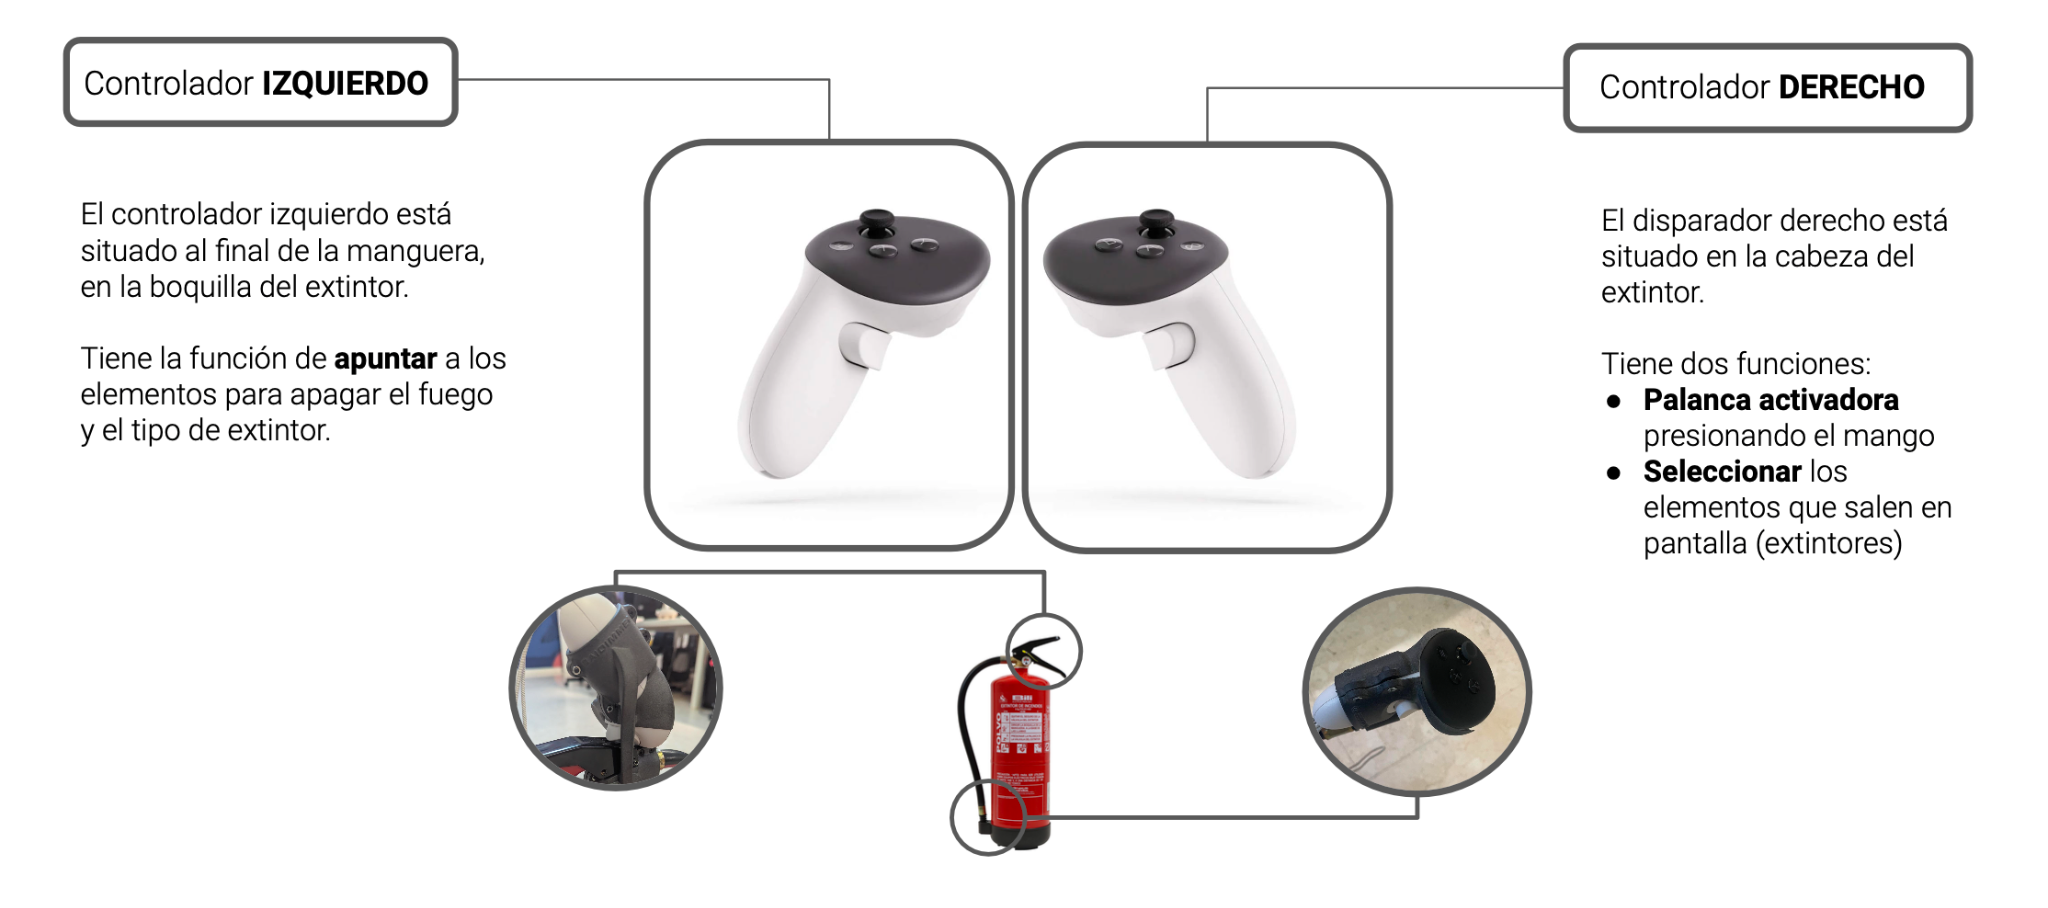 Controlador IZQUIERDO
El controlador izquierdo está
situado al final de la manguera,
en la boquilla del extintor.
Tiene la función de apuntar a los
elementos para apagar el fuego
y el tipo de extintor.
Controlador DERECHO
El disparador derecho está
situado en la cabeza del
extintor.
Tiene dos funciones:
● Palanca activadora
presionando el mango
● Seleccionar los
elementos que salen en
pantalla (extintores)
POLVO